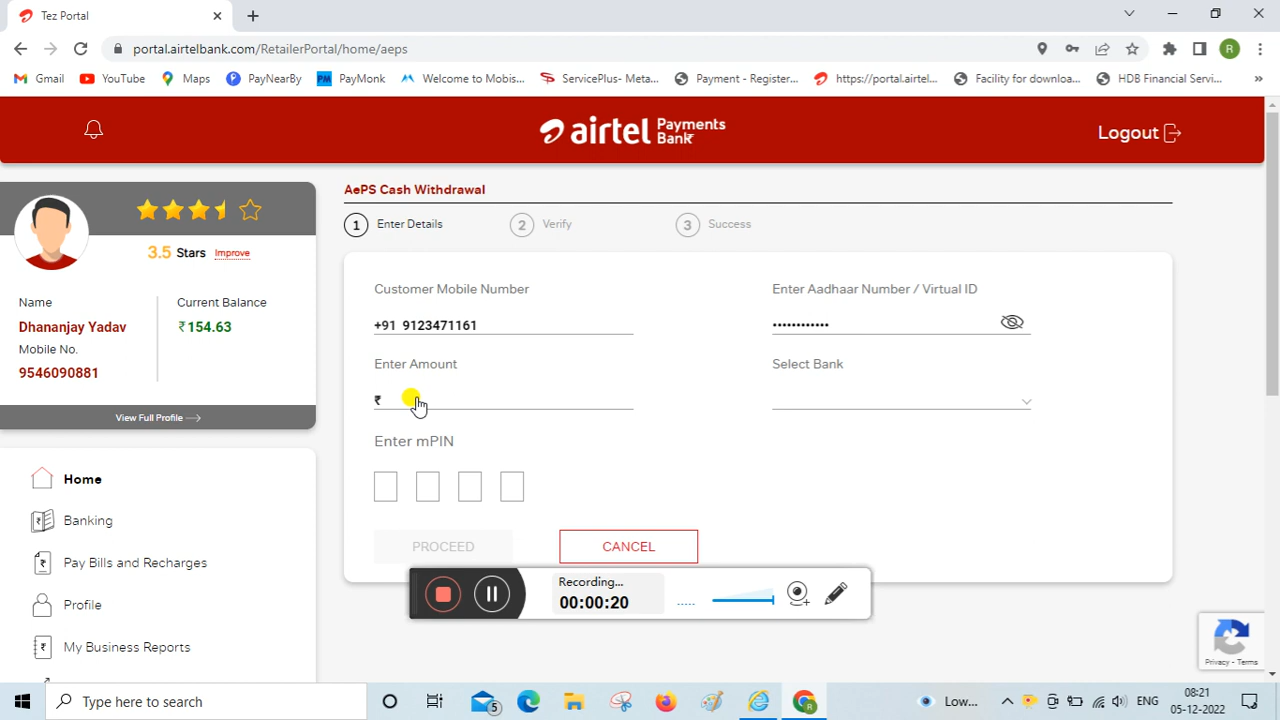 Tez Portal
portal.airtelbank.com/RetailerPortal/home/aeps
R
Gmail
YouTube
Maps
PayNearBy
PM PayMonk
Welcome to Mobis...
ServicePlus- Meta...
Payment - Register...
https://portal.airtel...
Facility for downloa...
HDB Financial Servi...
»
airtel Payments Bank
Logout
3.5 Stars Improve
Name
Dhananjay Yadav
Current Balance
₹154.63
Mobile No.
9546090881
View Full Profile
Home
Banking
Pay Bills and Recharges
Profile
My Business Reports
AePS Cash Withdrawal
1 Enter Details
2 Verify
3 Success
Customer Mobile Number
+91 9123471161
Enter Aadhaar Number / Virtual ID
••••••••••••
Enter Amount
₹
Select Bank
Enter mPIN
PROCEED
CANCEL
Recording...
00:00:20
Privacy - Terms
Type here to search
5
R
Low...
ENG
08:21
05-12-2022